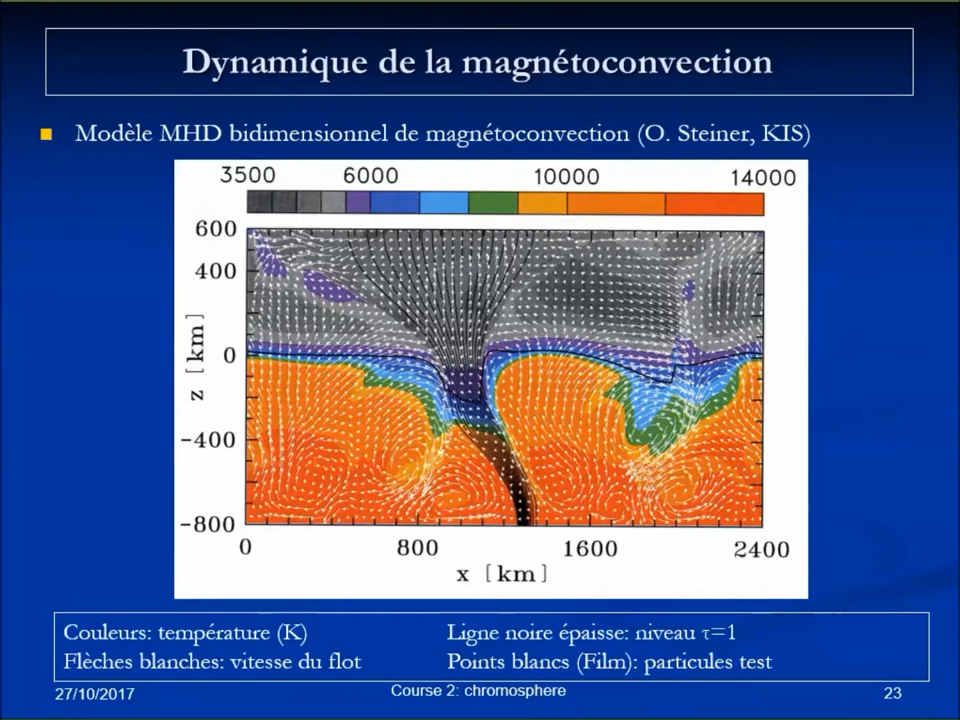 Dynamique de la magnétoconvection
Modèle MHD bidimensionnel de magnétoconvection (O. Steiner, KIS)
3500 6000 10000 14000
600
400
0
-400
-800
z [km]
0 800 1600 2400
x [km]
Couleurs: température (K)
Flèches blanches: vitesse du flot
Ligne noire épaisse: niveau τ=1
Points blancs (Film): particules test
27/10/2017
Course 2: chromosphere
23